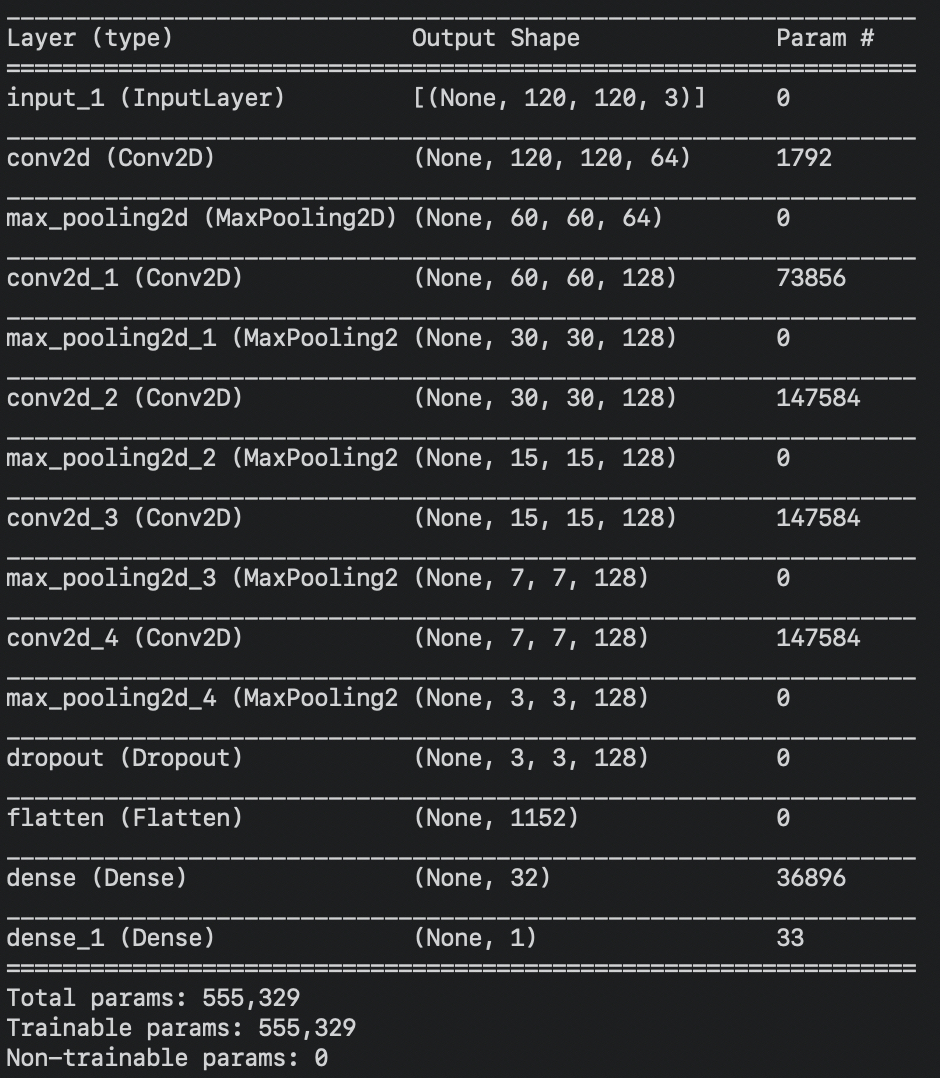 Layer (type) Output Shape Param #
input_1 (InputLayer) [(None, 120, 120, 3)] 0
conv2d (Conv2D) (None, 120, 120, 64) 1792
max_pooling2d (MaxPooling2D) (None, 60, 60, 64) 0
conv2d_1 (Conv2D) (None, 60, 60, 128) 73856
max_pooling2d_1 (MaxPooling2 (None, 30, 30, 128) 0
conv2d_2 (Conv2D) (None, 30, 30, 128) 147584
max_pooling2d_2 (MaxPooling2 (None, 15, 15, 128) 0
conv2d_3 (Conv2D) (None, 15, 15, 128) 147584
max_pooling2d_3 (MaxPooling2 (None, 7, 7, 128) 0
conv2d_4 (Conv2D) (None, 7, 7, 128) 147584
max_pooling2d_4 (MaxPooling2 (None, 3, 3, 128) 0
dropout (Dropout) (None, 3, 3, 128) 0
flatten (Flatten) (None, 1152) 0
dense (Dense) (None, 32) 36896
dense_1 (Dense) (None, 1) 33
Total params: 555,329
Trainable params: 555,329
Non-trainable params: 0